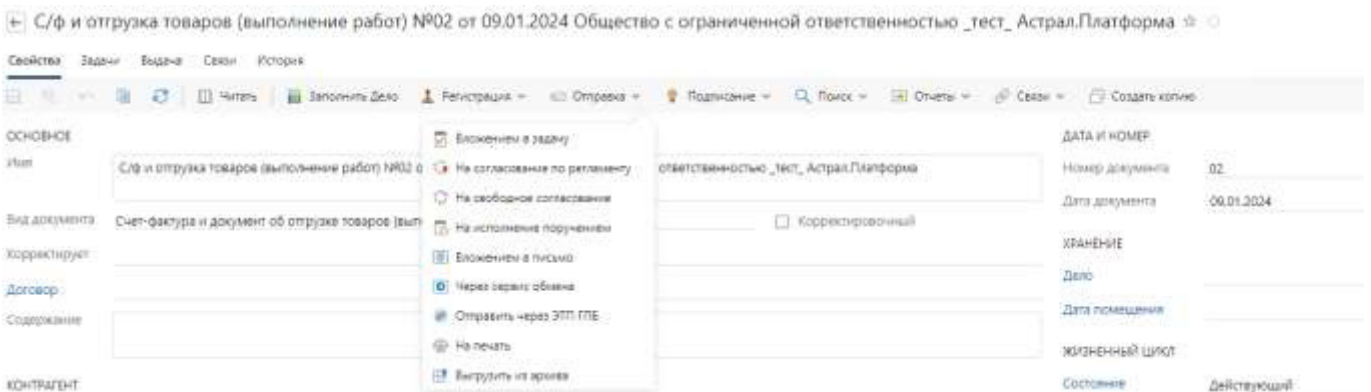 С/ф и отгрузка товаров (выполнение работ) №02 от 09.01.2024 Общество с ограниченной ответственностью _тест_ Астрал.Платформа
Свойства Задачи Выдача Связи История
Читать Заполнить Дело Регистрация Отправка Подписание Поиск Отчеты Связи Создать копию
ОСНОВНОЕ
Имя С/ф и отгрузка товаров (выполнение работ) №02 о ответственностью _тест_ Астрал.Платформа
Вид документа Счет-фактура и документ об отгрузке товаров (вып Корректировочный
Корректирует
Договор
Содержание
КОНТРАГЕНТ
Вложением в задачу
На согласование по регламенту
На свободное согласование
На исполнение поручением
Вложением в письмо
Через сервис обмена
Отправить через ЭТП ГПБ
На печать
Выгрузить из архива
ДАТА И НОМЕР
Номер документа 02
Дата документа 09.01.2024
ХРАНЕНИЕ
Дело
Дата помещения
ЖИЗНЕННЫЙ ЦИКЛ
Состояние Действующий